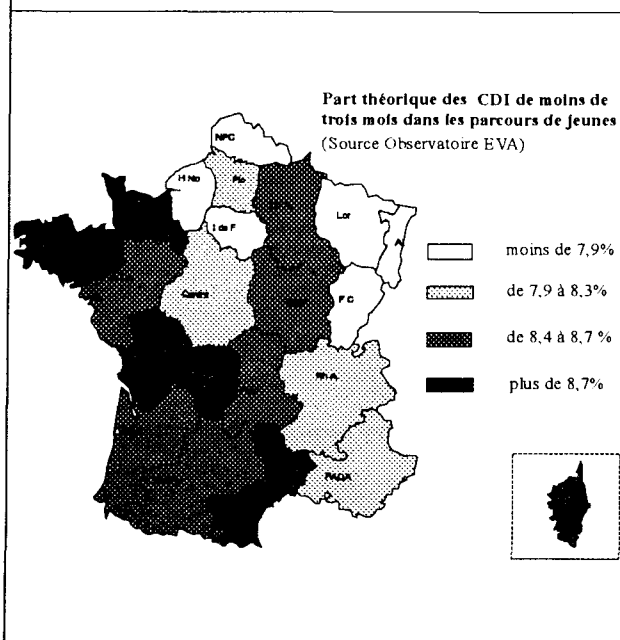 Part théorique des CDI de moins de
trois mois dans les parcours de jeunes
(Source Observatoire EVA)
NPC
H No
Pic
I de F
Lor
A
Centre
F C
Rh A
PACA
moins de 7,9%
de 7,9 à 8,3%
de 8,4 à 8,7 %
plus de 8,7%